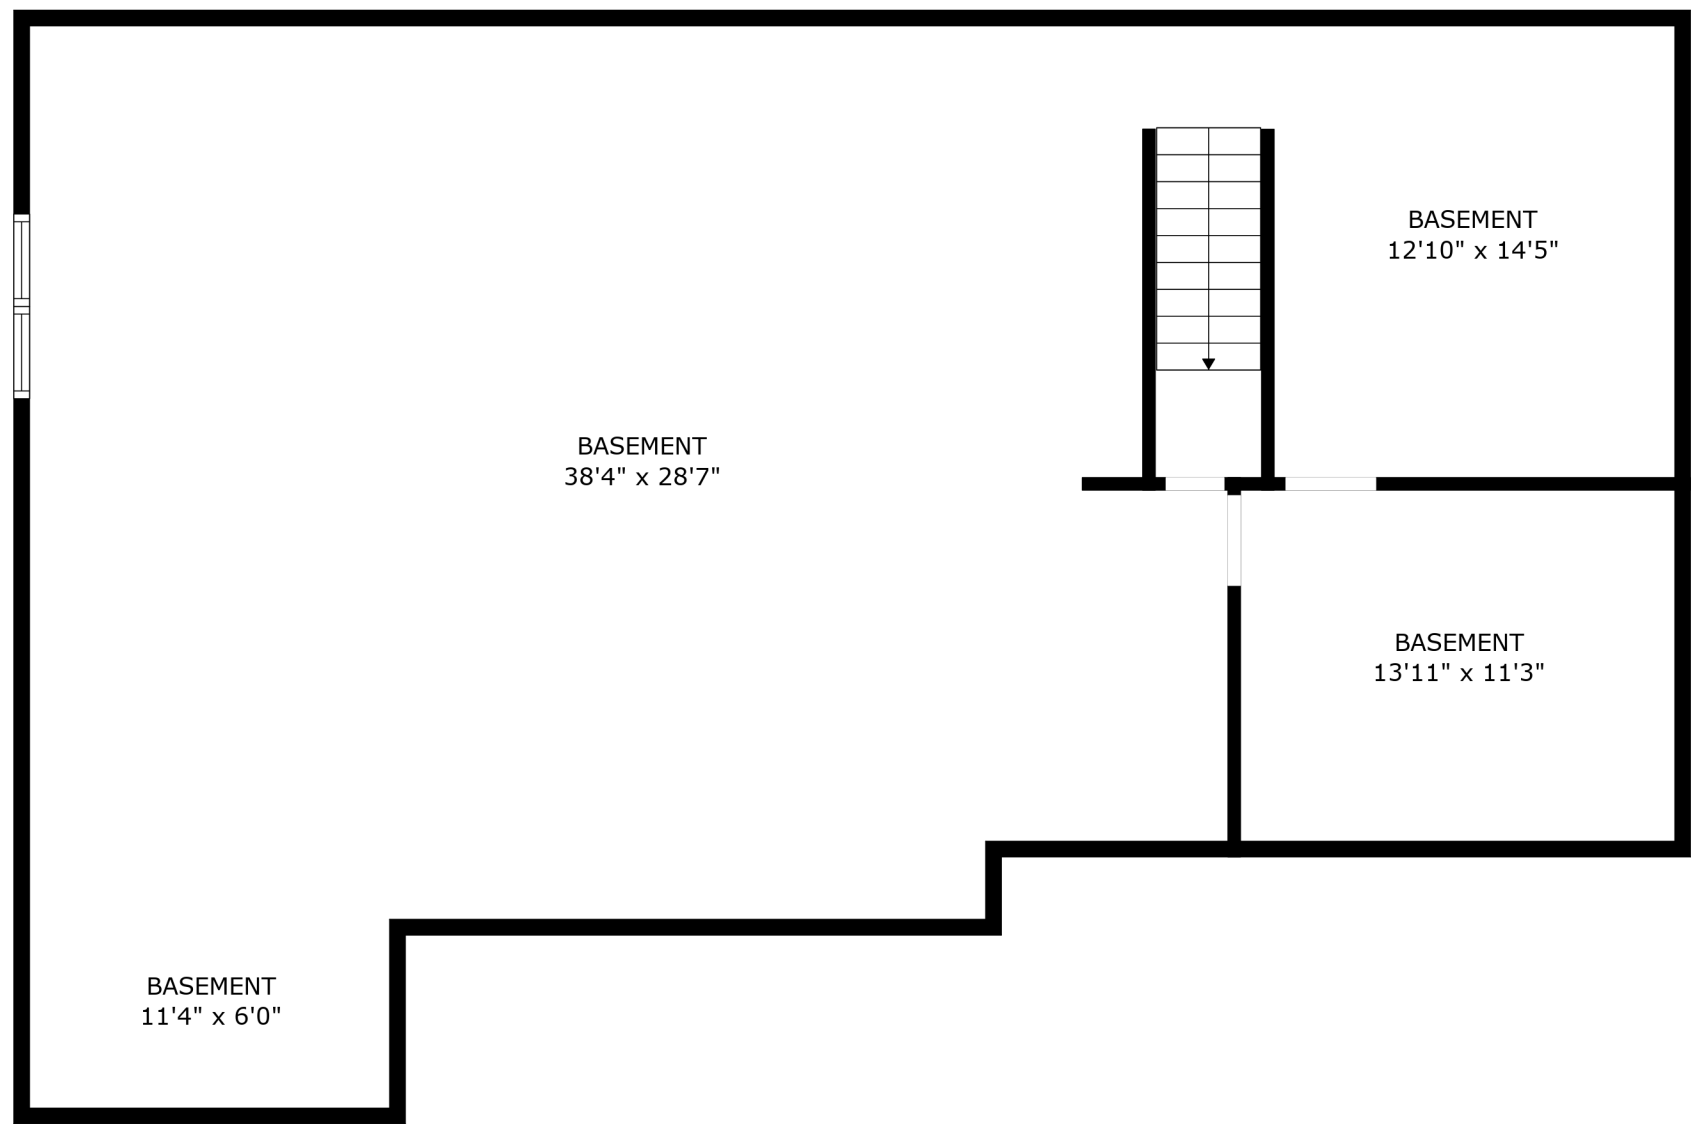 BASEMENT
12'10" x 14'5"
BASEMENT
38'4" x 28'7"
BASEMENT
13'11" x 11'3"
BASEMENT
11'4" x 6'0"